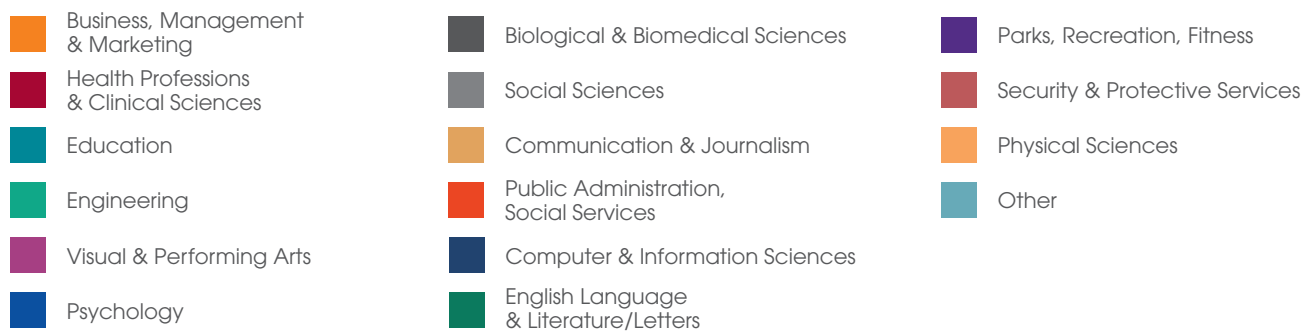 Business, Management
& Marketing
Health Professions
& Clinical Sciences
Education
Engineering
Visual & Performing Arts
Psychology
Biological & Biomedical Sciences
Social Sciences
Communication & Journalism
Public Administration,
Social Services
Computer & Information Sciences
English Language
& Literature/Letters
Parks, Recreation, Fitness
Security & Protective Services
Physical Sciences
Other